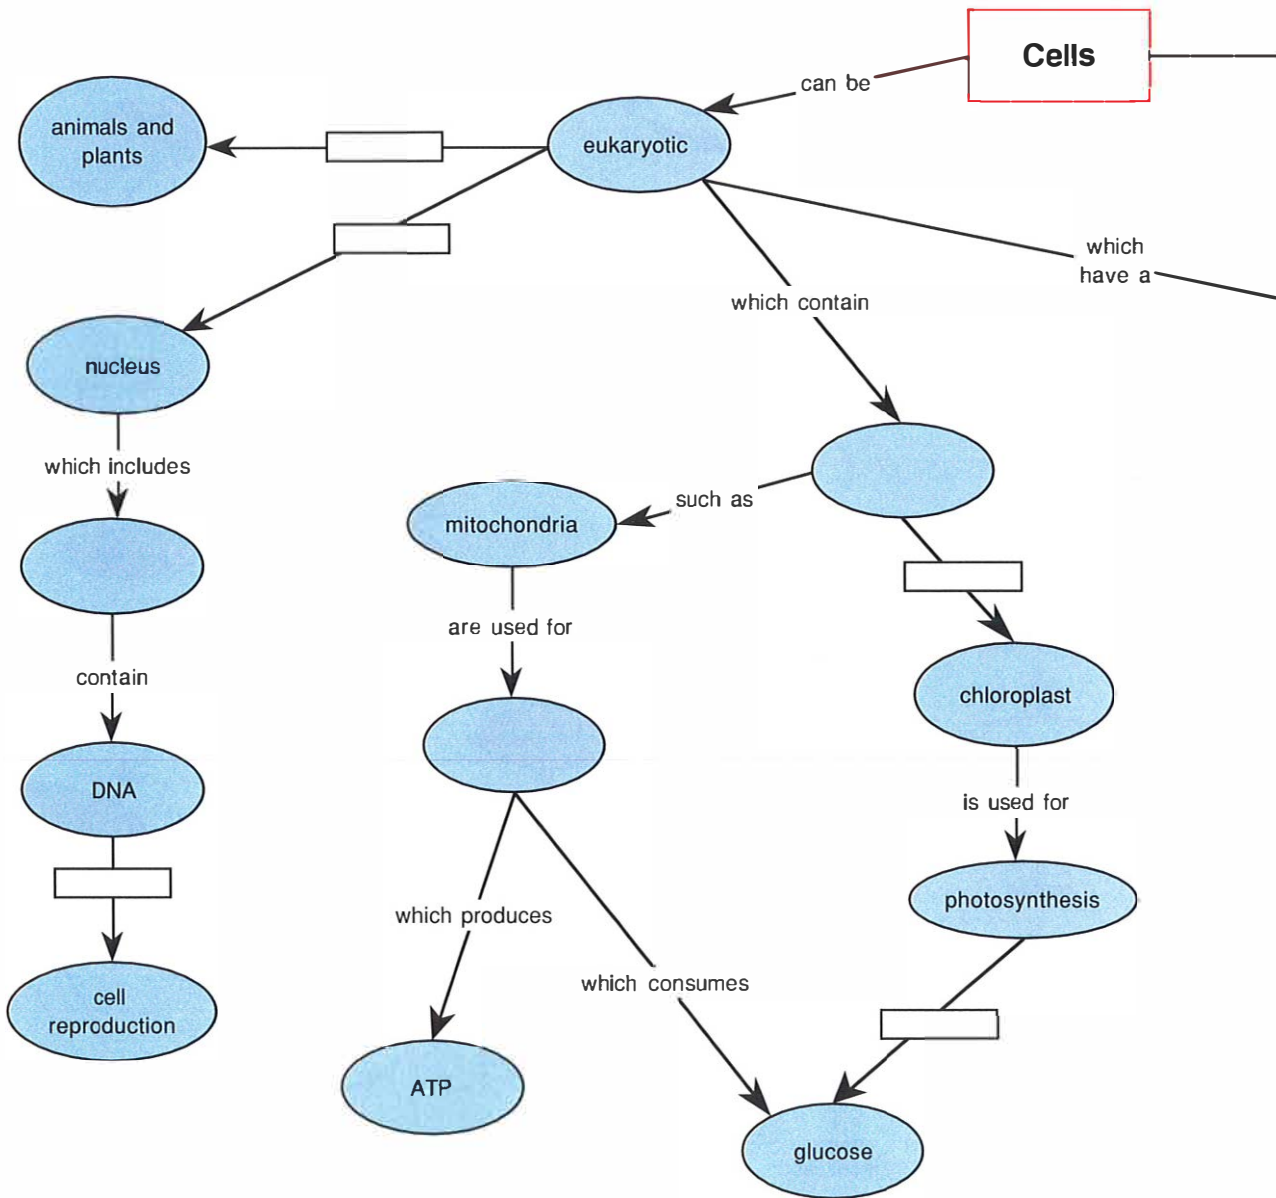 Cells
can be
animals and
plants
eukaryotic
which
have a
which contain
nucleus
which includes
such as
mitochondria
are used for
contain
chloroplast
DNA
is used for
which produces
photosynthesis
which consumes
cell
reproduction
ATP
glucose